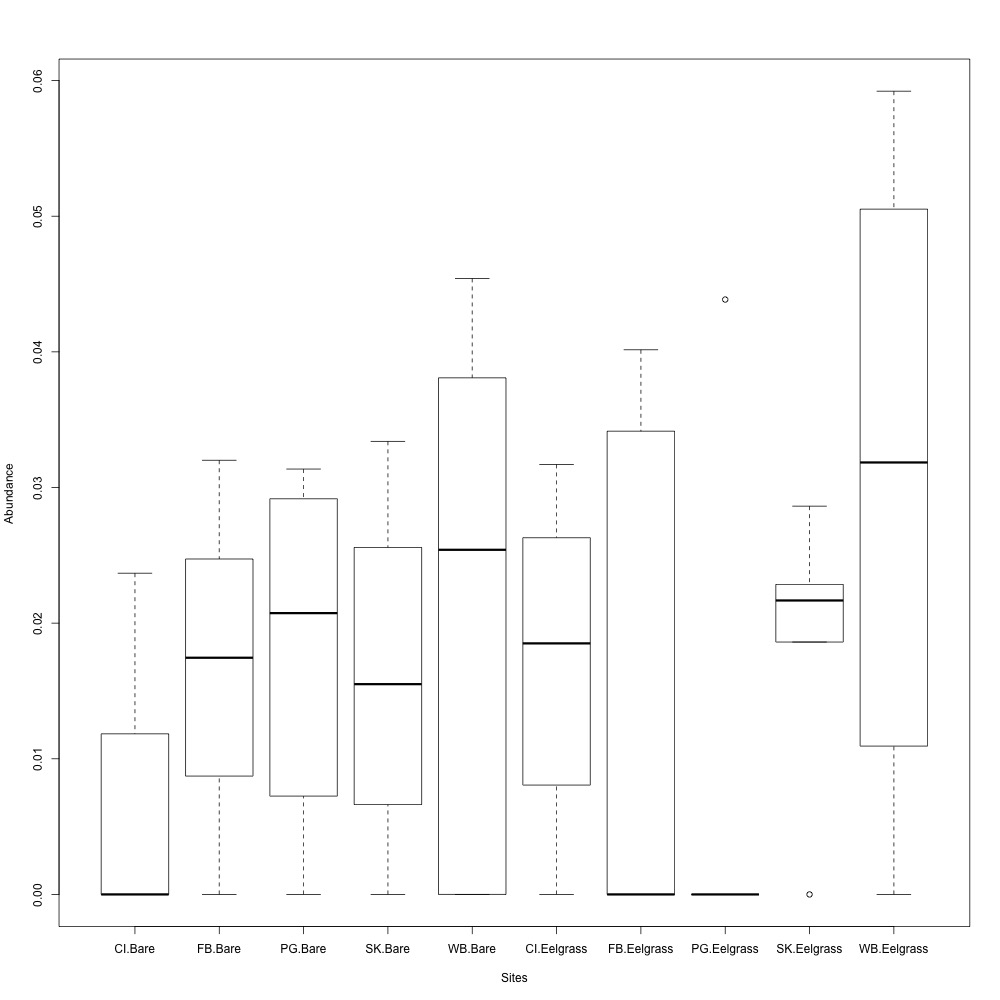 0.06
0.05
0.04
0.03
0.02
0.01
0.00
Abundance
CI.Bare FB.Bare PG.Bare SK.Bare WB.Bare CI.Eelgrass FB.Eelgrass PG.Eelgrass SK.Eelgrass WB.Eelgrass
Sites